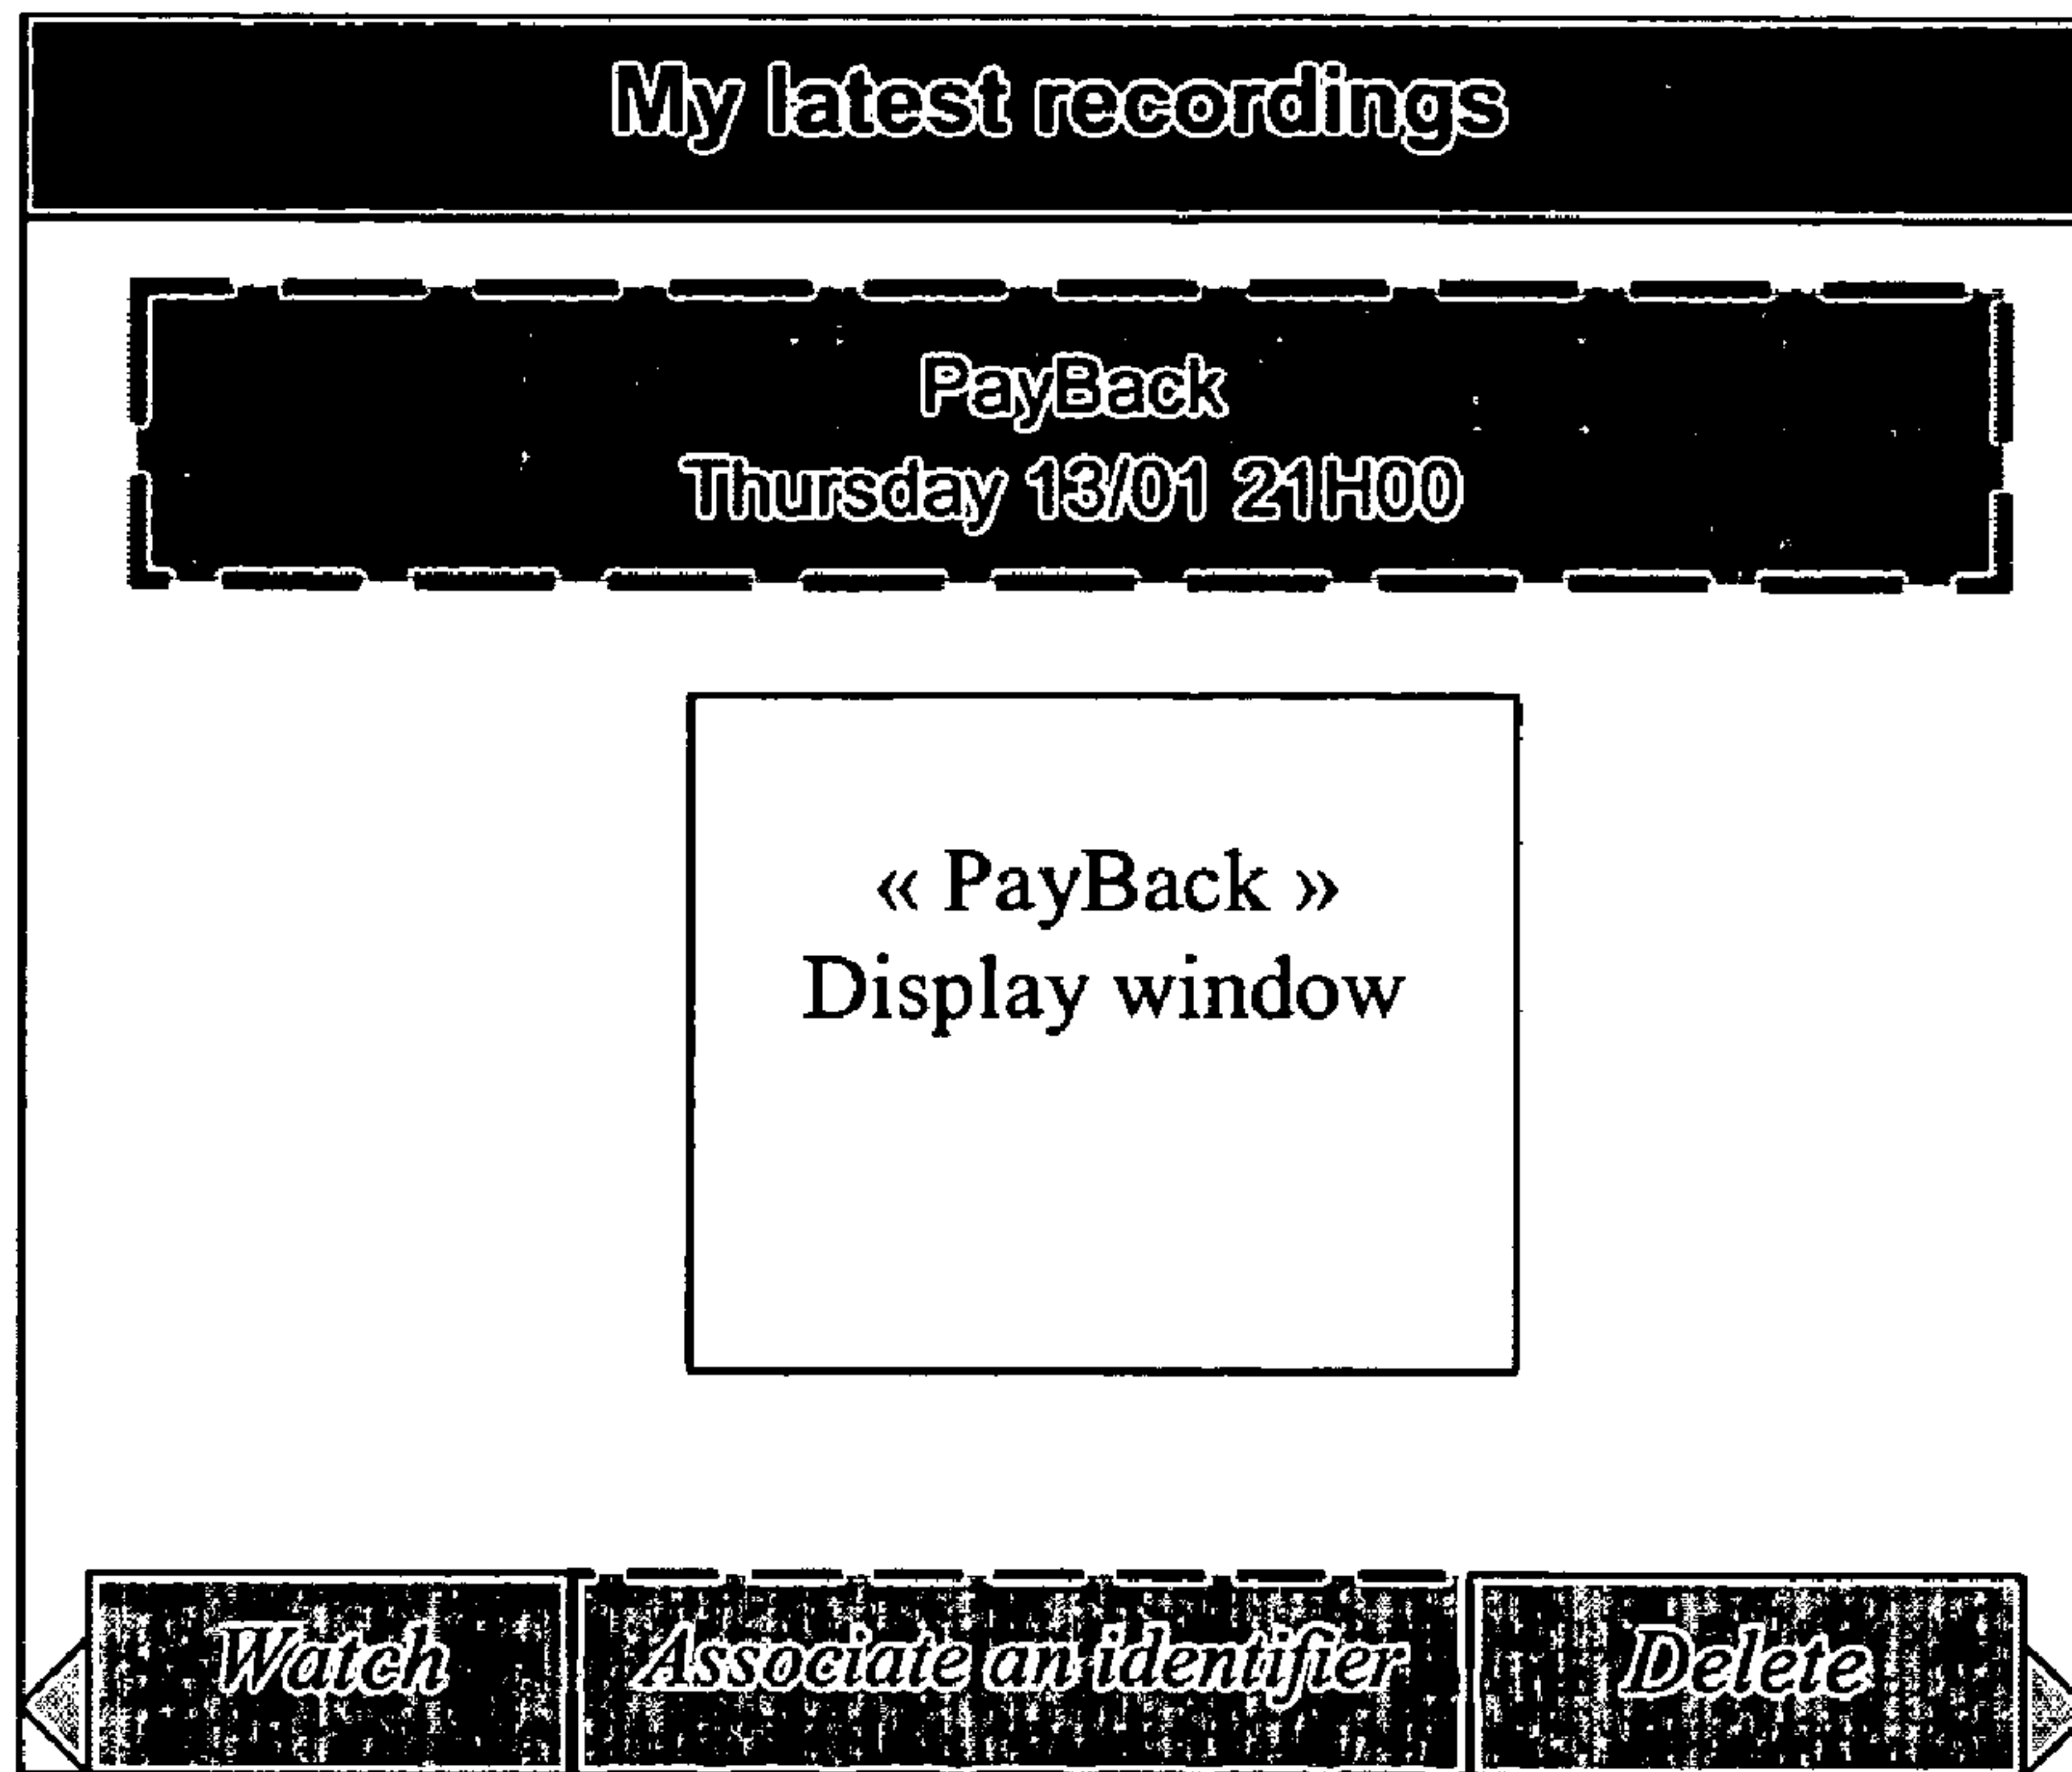 My latest recordings
PayBack
Thursday 13/01 21H00
« PayBack »
Display window
Watch
Associate an identifier
Delete